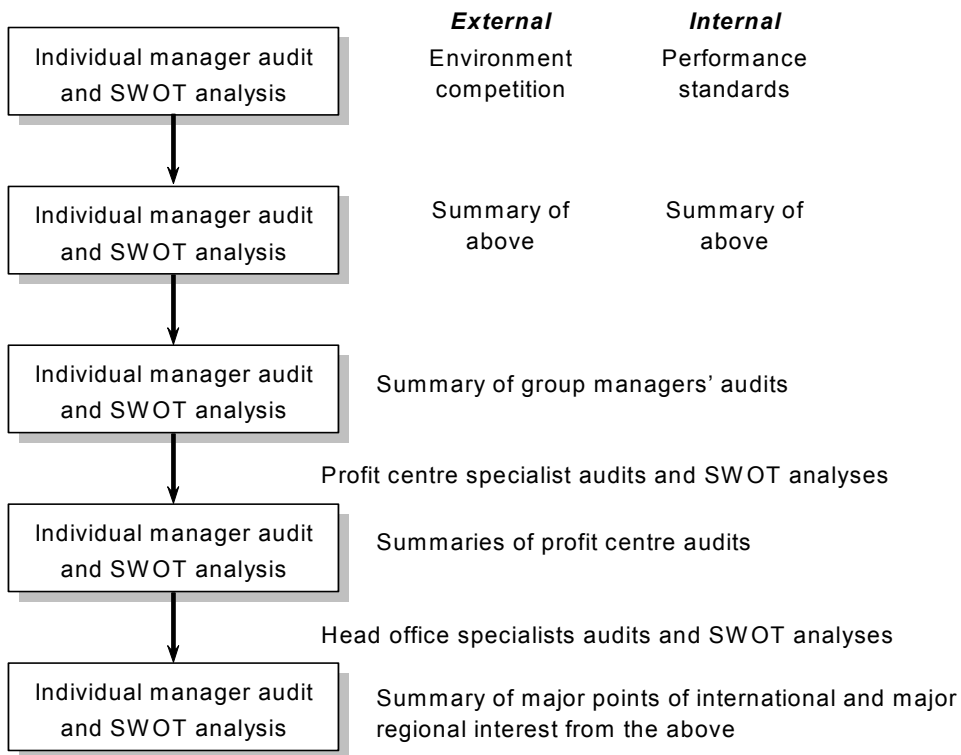 External
Internal
Individual manager audit
and SWOT analysis
Environment
competition
Performance
standards
Individual manager audit
and SWOT analysis
Summary of
above
Summary of
above
Individual manager audit
and SWOT analysis
Summary of group managers’ audits
Profit centre specialist audits and SWOT analyses
Individual manager audit
and SWOT analysis
Summaries of profit centre audits
Head office specialists audits and SWOT analyses
Individual manager audit
and SWOT analysis
Summary of major points of international and major
regional interest from the above